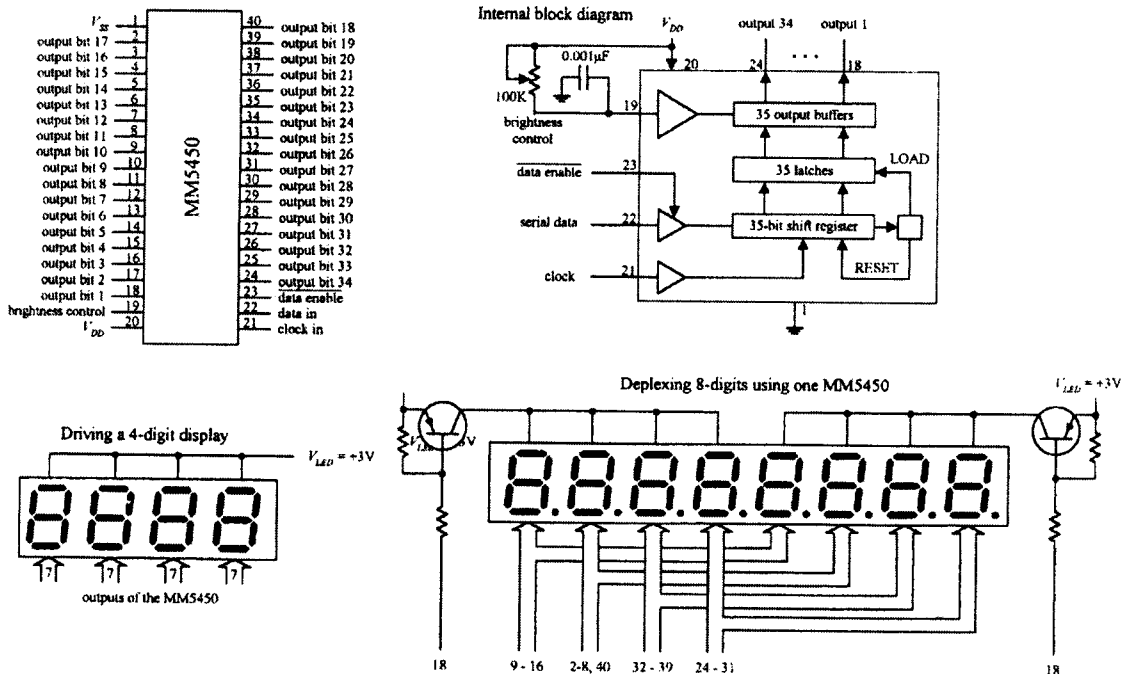 V_SS 1
output bit 17 2
output bit 16 3
output bit 15 4
output bit 14 5
output bit 13 6
output bit 12 7
output bit 11 8
output bit 10 9
output bit 9 10
output bit 8 11
output bit 7 12
output bit 6 13
output bit 5 14
output bit 4 15
output bit 3 16
output bit 2 17
output bit 1 18
brightness control 19
V_DD 20
MM5450
40 output bit 18
39 output bit 19
38 output bit 20
37 output bit 21
36 output bit 22
35 output bit 23
34 output bit 24
33 output bit 25
32 output bit 26
31 output bit 27
30 output bit 28
29 output bit 29
28 output bit 30
27 output bit 31
26 output bit 32
25 output bit 33
24 output bit 34
23 data enable
22 data in
21 clock in
Internal block diagram
V_DD
output 34 output 1
. . .
0.001µF
20
24 18
100K
19
brightness
control
35 output buffers
data enable
23
35 latches
LOAD
serial data
22
35-bit shift register
clock
21
RESET
1
Driving a 4-digit display
V_LED = +3V
7 7 7 7
outputs of the MM5450
Deplexing 8-digits using one MM5450
V_LED = +3V
18
9 - 16
2-8, 40
32 - 39
24 - 31
18